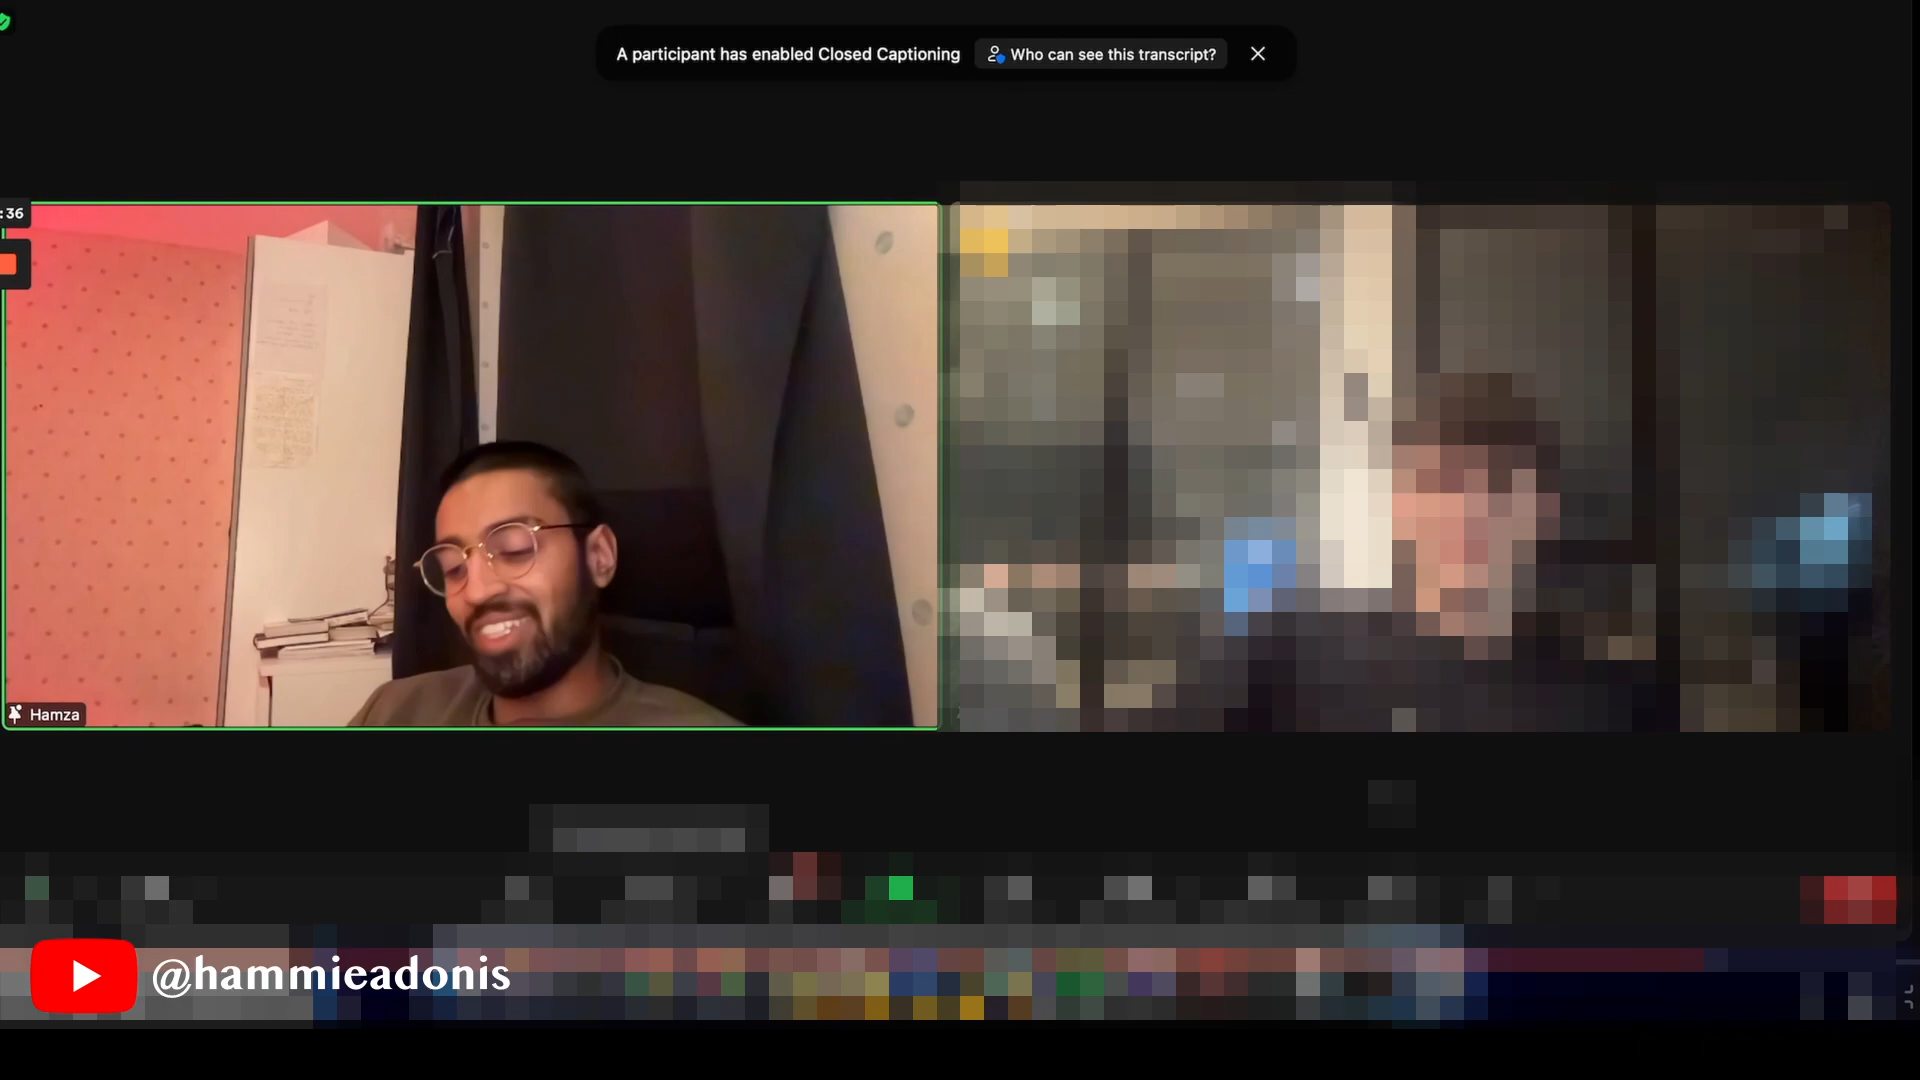 A participant has enabled Closed Captioning
Who can see this transcript?
:36
Hamza
@hammieadonis